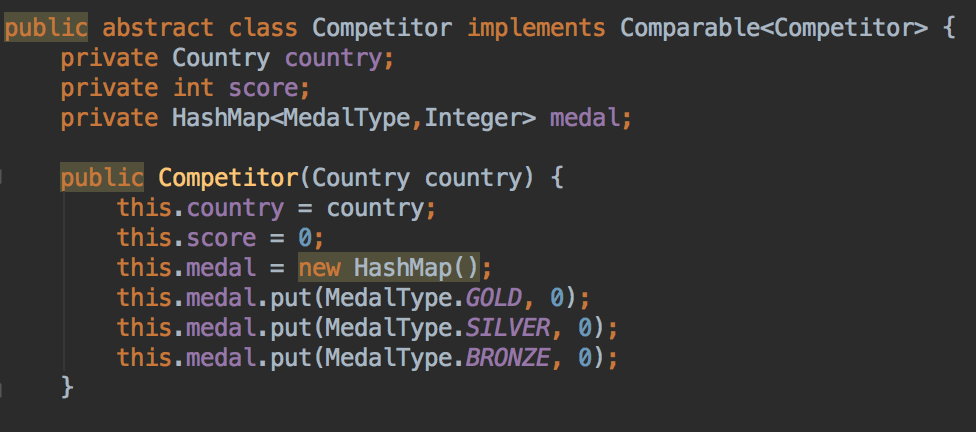 public abstract class Competitor implements Comparable<Competitor> {
    private Country country;
    private int score;
    private HashMap<MedalType,Integer> medal;

    public Competitor(Country country) {
        this.country = country;
        this.score = 0;
        this.medal = new HashMap();
        this.medal.put(MedalType.GOLD, 0);
        this.medal.put(MedalType.SILVER, 0);
        this.medal.put(MedalType.BRONZE, 0);
    }